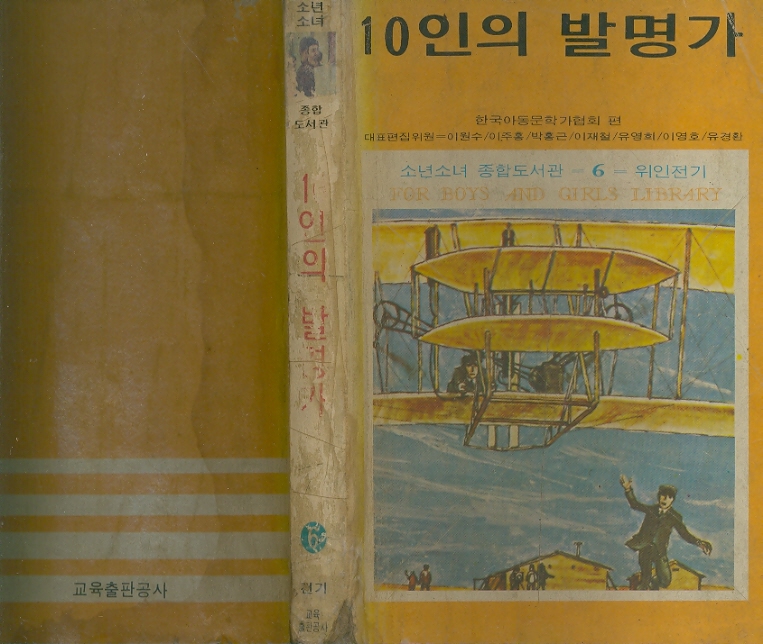 10인의 발명가
한국아동문학가협회 편
대표편집위원=이원수/이주홍/박홍근/이재철/유영희/이영호/유경환
소년소녀 종합도서관 = 6 = 위인전기
FOR BOYS AND GIRLS LIBRARY
소년
소녀
종합
도서관
10인의 발명가
6
전기
교육
출판공사
교육출판공사